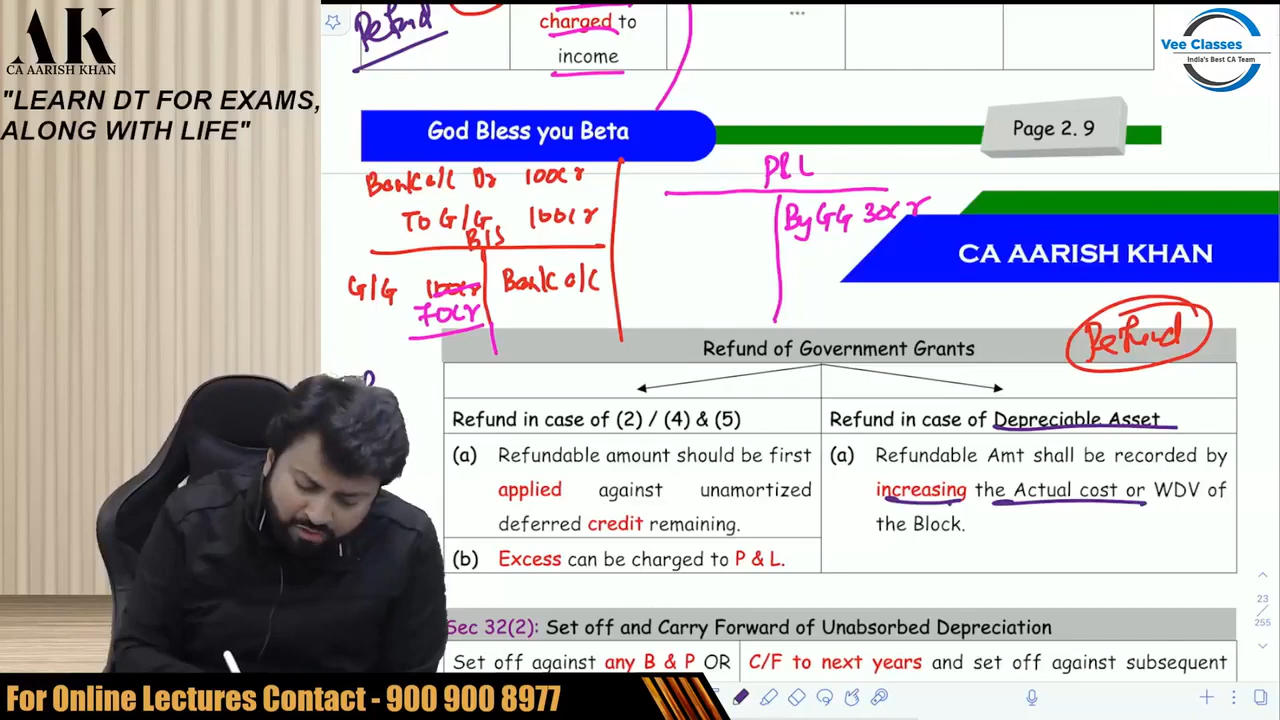 AK
CA AARISH KHAN
"LEARN DT FOR EXAMS,
ALONG WITH LIFE"
Vee Classes
India's Best CA Team
Refund
charged to
income
God Bless you Beta
Page 2. 9
Bank a/c Dr 100cr
To G/G 100cr
B/S
G/G 100cr
70cr
Bank a/c
P&L
By GG 30cr
CA AARISH KHAN
Refund of Government Grants
Refund
Refund in case of (2) / (4) & (5)
(a) Refundable amount should be first
applied against unamortized
deferred credit remaining.
(b) Excess can be charged to P & L.
Refund in case of Depreciable Asset
(a) Refundable Amt shall be recorded by
increasing the Actual cost or WDV of
the Block.
Sec 32(2): Set off and Carry Forward of Unabsorbed Depreciation
Set off against any B & P OR
C/F to next years and set off against subsequent
23
255
For Online Lectures Contact - 900 900 8977